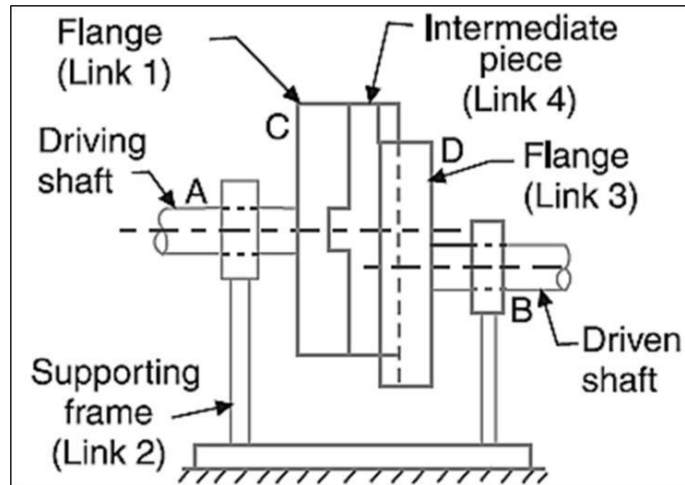 Flange
(Link 1)
Intermediate
piece
(Link 4)
C
Driving
shaft
A
D
Flange
(Link 3)
B
Driven
shaft
Supporting
frame
(Link 2)